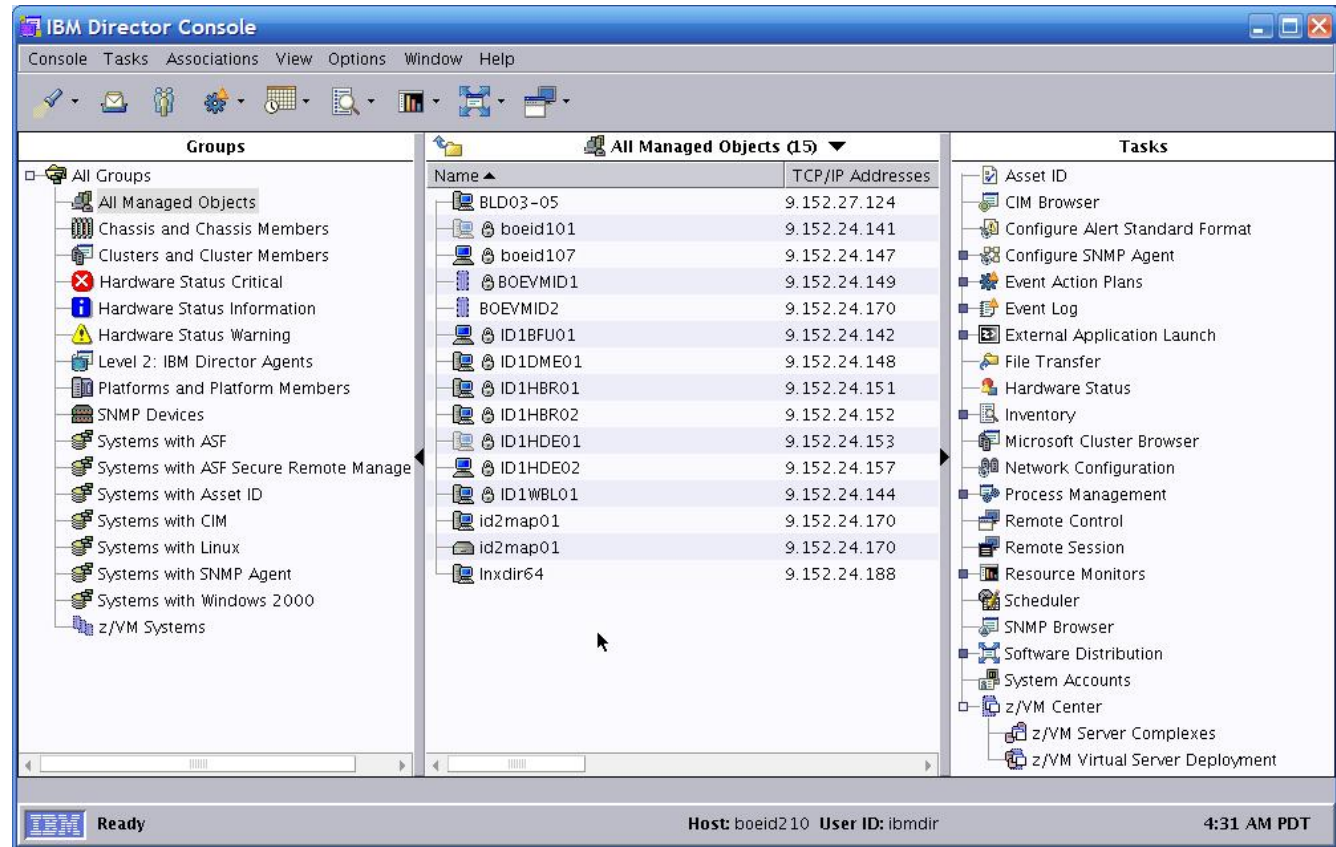 IBM Director Console
Console Tasks Associations View Options Window Help
Groups
All Groups
All Managed Objects
Chassis and Chassis Members
Clusters and Cluster Members
Hardware Status Critical
Hardware Status Information
Hardware Status Warning
Level 2: IBM Director Agents
Platforms and Platform Members
SNMP Devices
Systems with ASF
Systems with ASF Secure Remote Manage
Systems with Asset ID
Systems with CIM
Systems with Linux
Systems with SNMP Agent
Systems with Windows 2000
z/VM Systems
All Managed Objects (15)
Name TCP/IP Addresses
BLD03-05 9.152.27.124
boeid101 9.152.24.141
boeid107 9.152.24.147
BOEVMID1 9.152.24.149
BOEVMID2 9.152.24.170
ID1BFU01 9.152.24.142
ID1DME01 9.152.24.148
ID1HBR01 9.152.24.151
ID1HBR02 9.152.24.152
ID1HDE01 9.152.24.153
ID1HDE02 9.152.24.157
ID1WBL01 9.152.24.144
id2map01 9.152.24.170
id2map01 9.152.24.170
lnxdir64 9.152.24.188
Tasks
Asset ID
CIM Browser
Configure Alert Standard Format
Configure SNMP Agent
Event Action Plans
Event Log
External Application Launch
File Transfer
Hardware Status
Inventory
Microsoft Cluster Browser
Network Configuration
Process Management
Remote Control
Remote Session
Resource Monitors
Scheduler
SNMP Browser
Software Distribution
System Accounts
z/VM Center
z/VM Server Complexes
z/VM Virtual Server Deployment
IBM Ready Host: boeid210 User ID: ibmdir 4:31 AM PDT